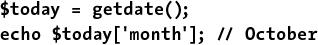 $today = getdate();
echo $today['month']; // October